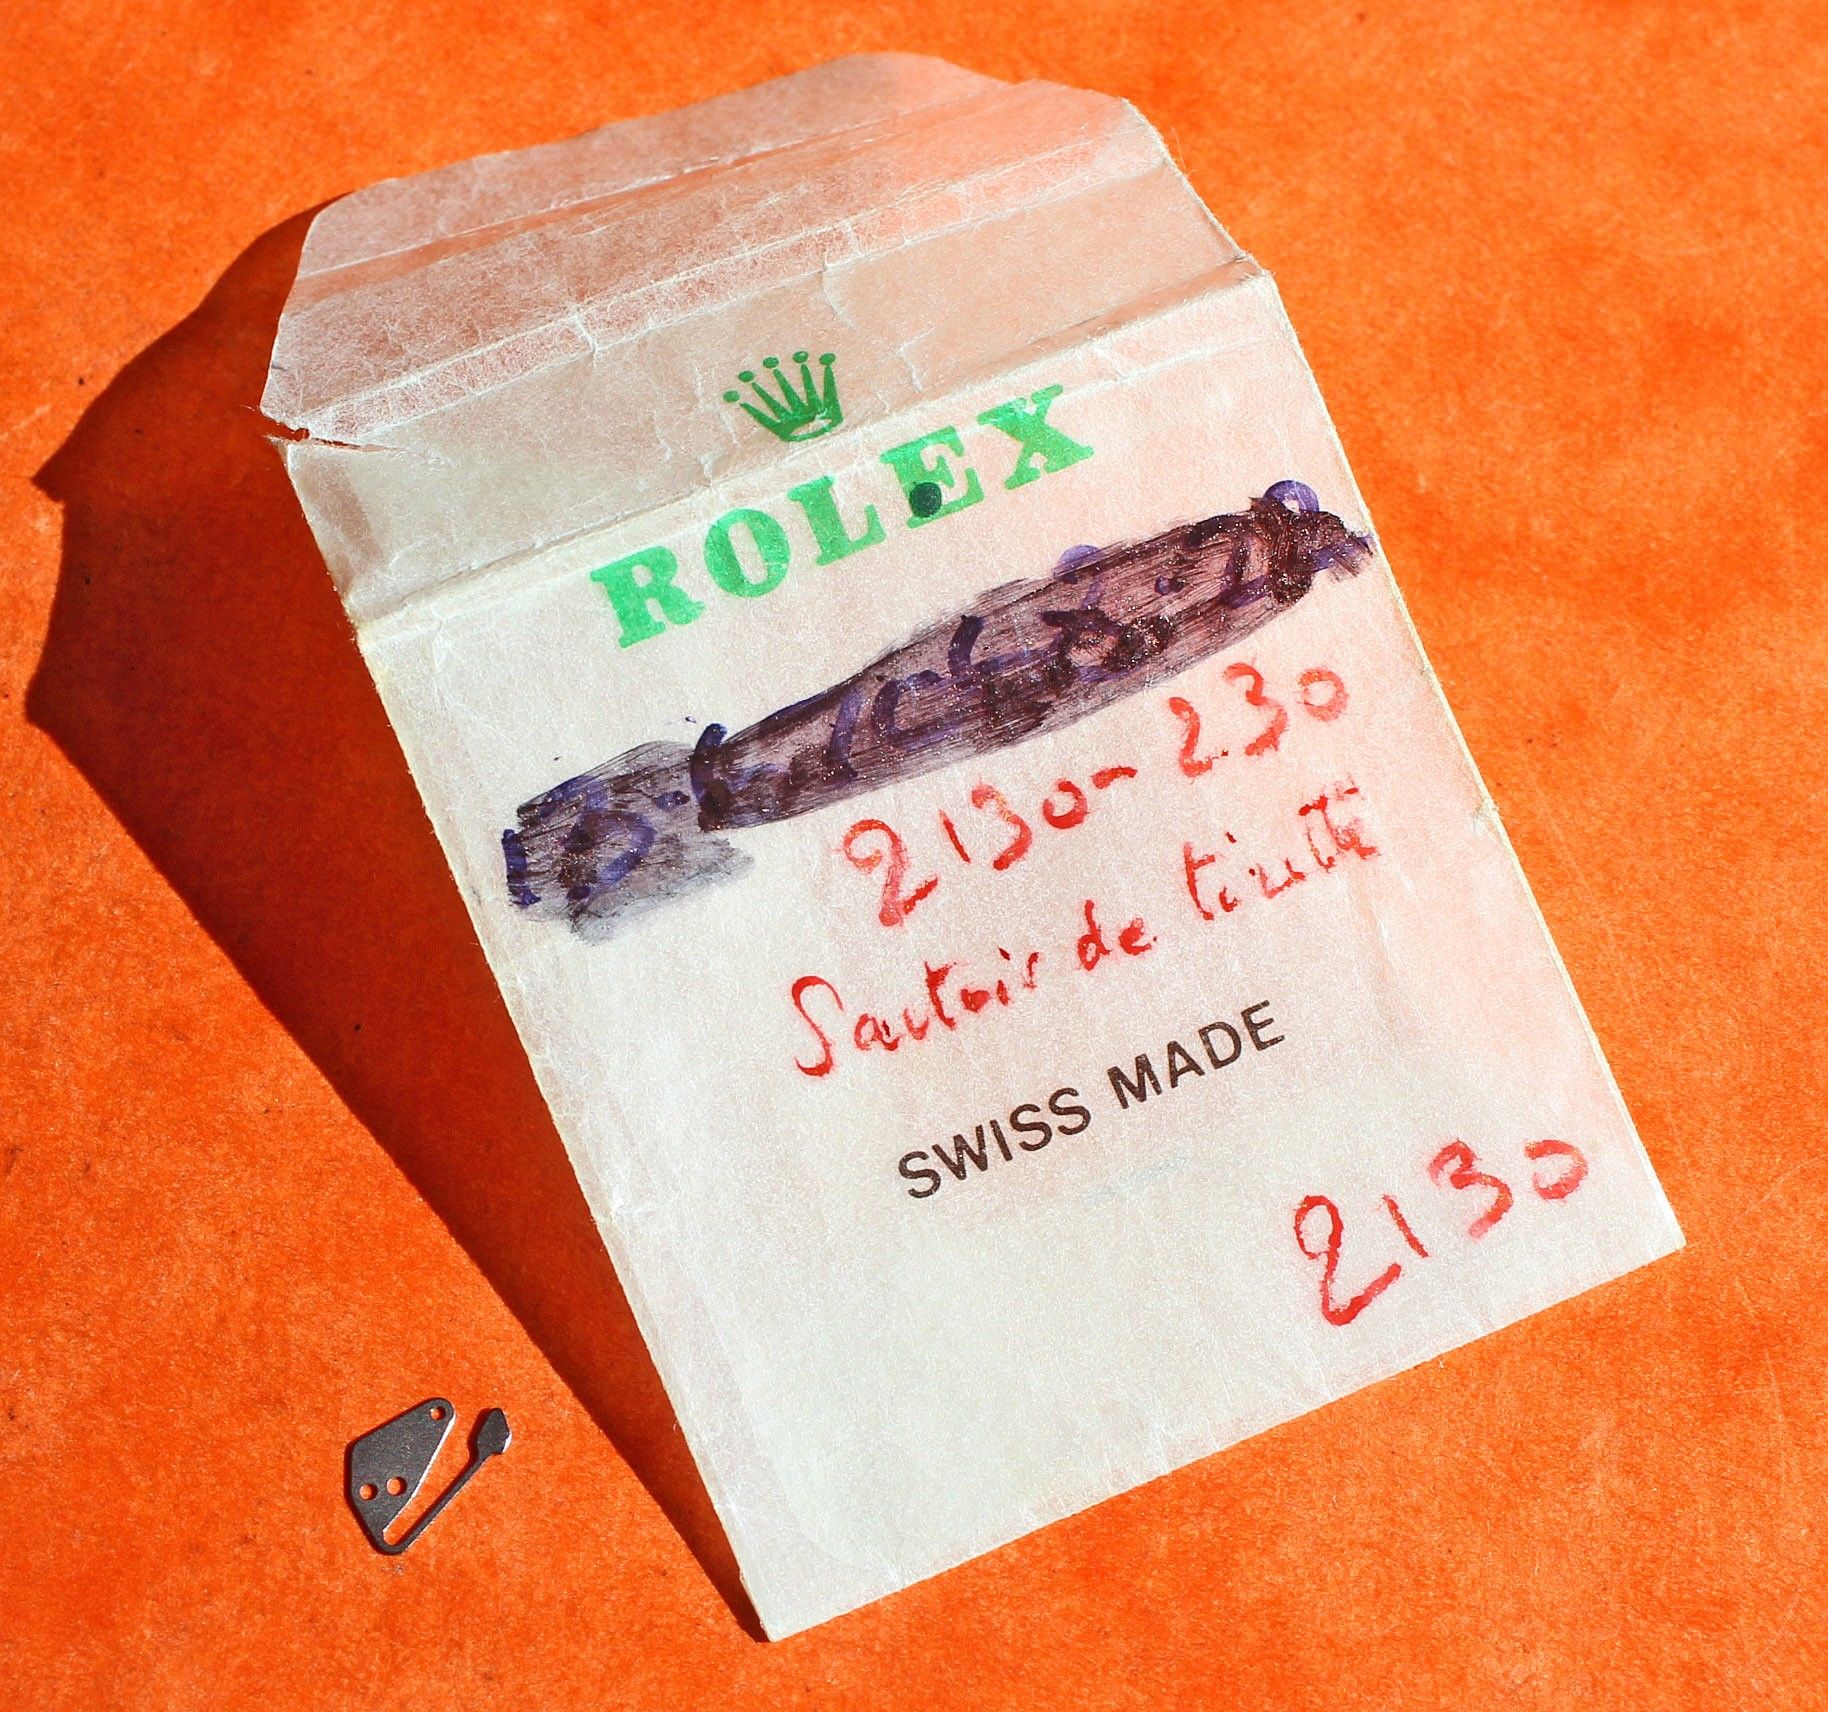 ROLEX
2130-230
Sautoir de tirette
SWISS MADE
2130